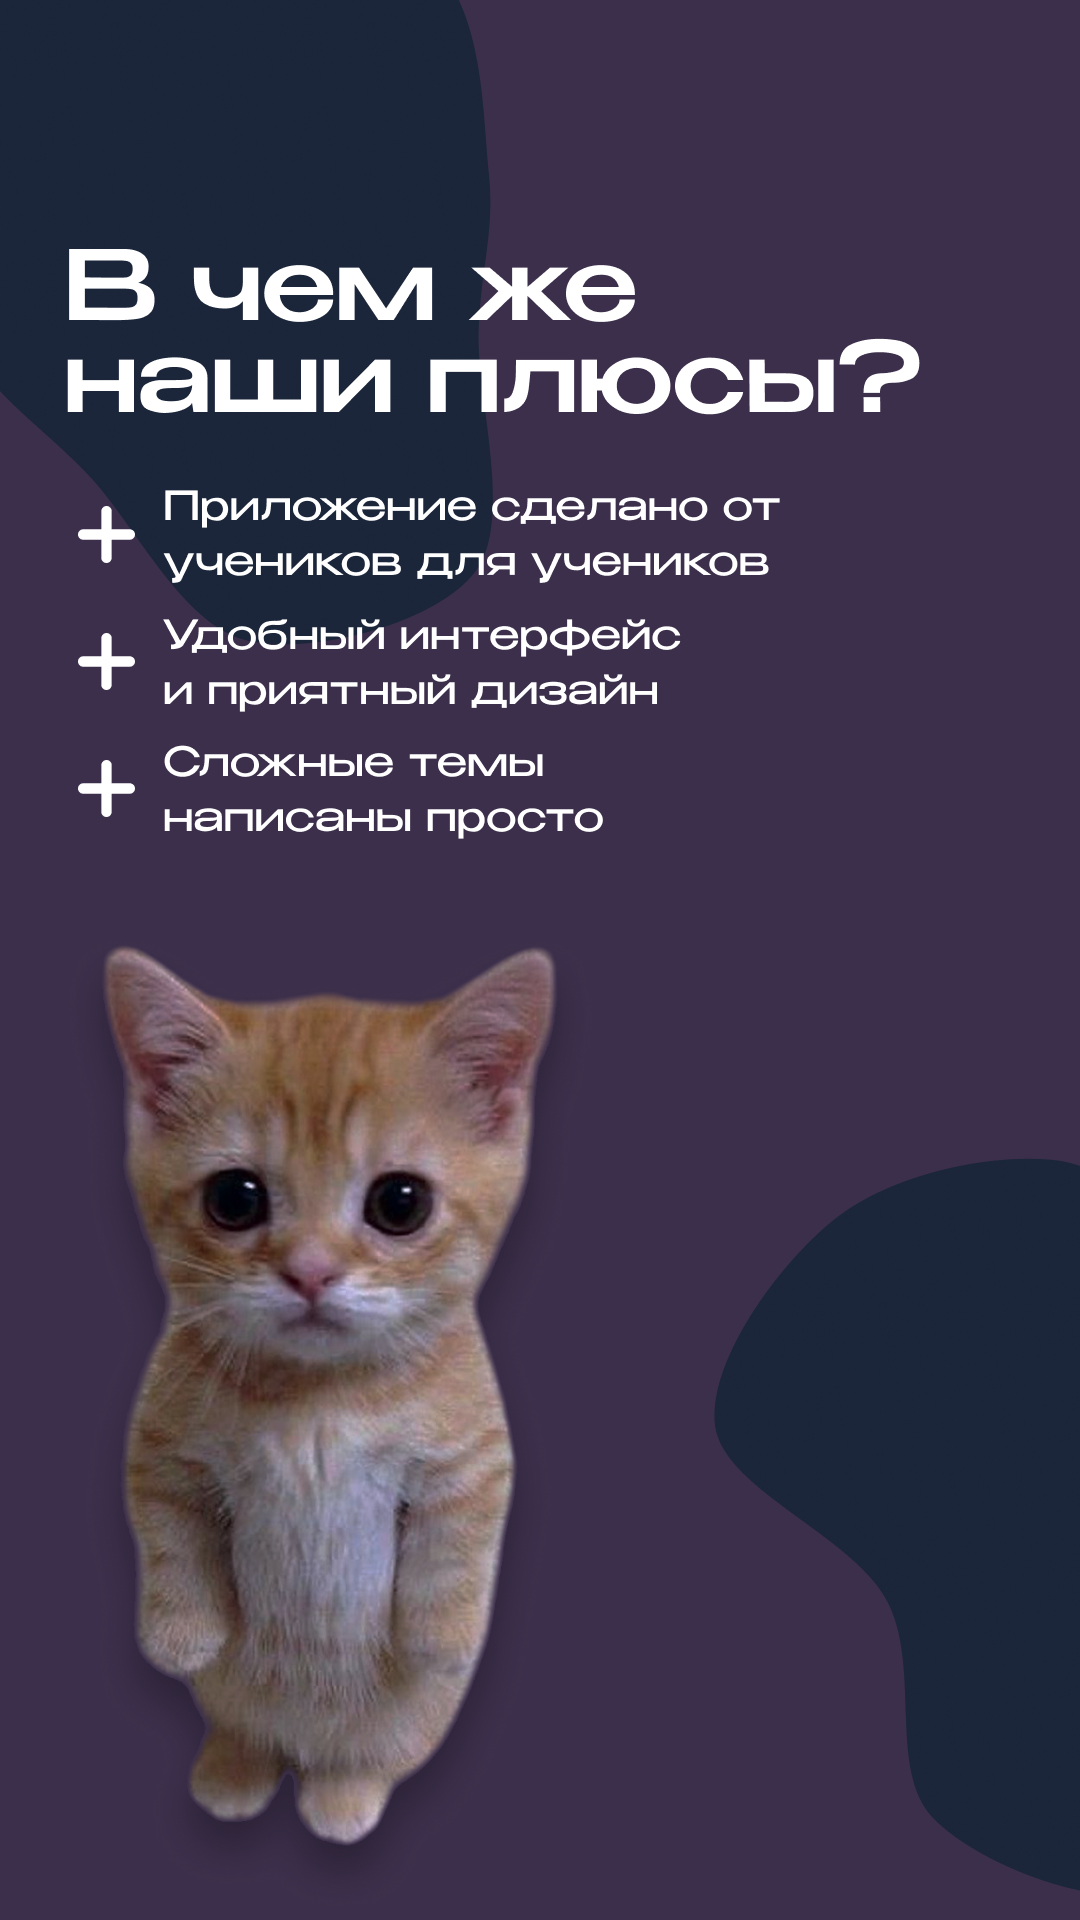 В чем же
наши плюсы?
Приложение сделано от
учеников для учеников
Удобный интерфейс
и приятный дизайн
Сложные темы
написаны просто